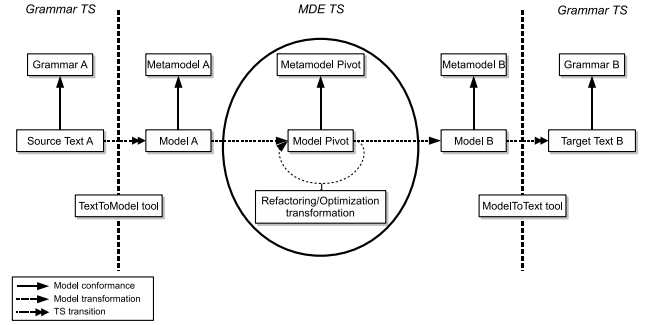 Grammar TS
MDE TS
Grammar TS
Grammar A
Metamodel A
Metamodel Pivot
Metamodel B
Grammar B
Source Text A
Model A
Model Pivot
Model B
Target Text B
Refactoring/Optimization
transformation
TextToModel tool
ModelToText tool
Model conformance
Model transformation
TS transition